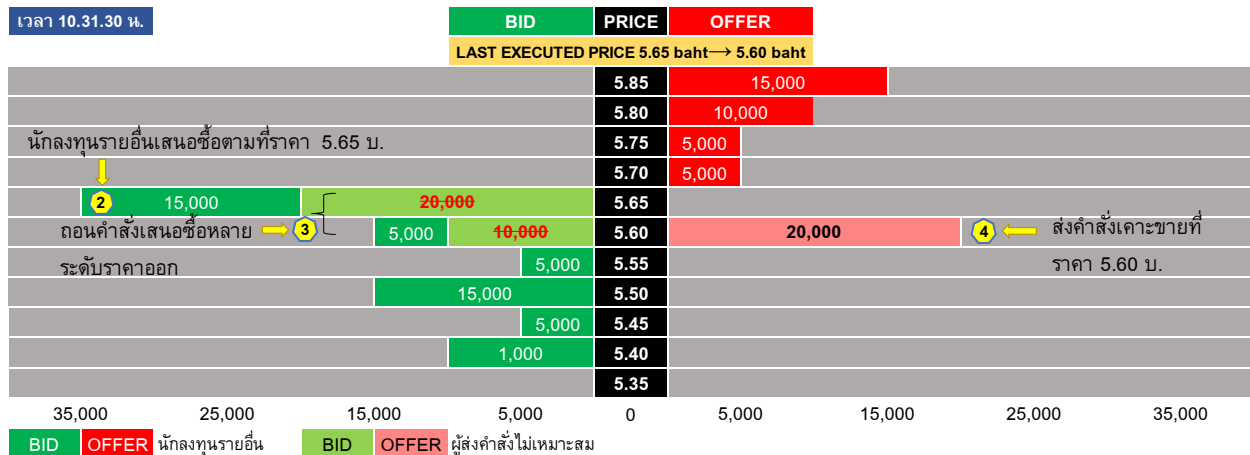 เวลา 10.31.30 น. BID PRICE OFFER
LAST EXECUTED PRICE 5.65 baht→ 5.60 baht
5.85 15,000
5.80 10,000
นักลงทุนรายอื่นเสนอซื้อตามที่ราคา 5.65 บ. 5.75 5,000
5.70 5,000
2 15,000 20,000 5.65
ถอนคำสั่งเสนอซื้อหลาย 3 5,000 10,000 5.60 20,000 4 ส่งคำสั่งเคาะขายที่
ระดับราคาออก 5,000 5.55 ราคา 5.60 บ.
15,000 5.50
5,000 5.45
1,000 5.40
5.35
35,000 25,000 15,000 5,000 0 5,000 15,000 25,000 35,000
BID OFFER นักลงทุนรายอื่น BID OFFER ผู้ส่งคำสั่งไม่เหมาะสม